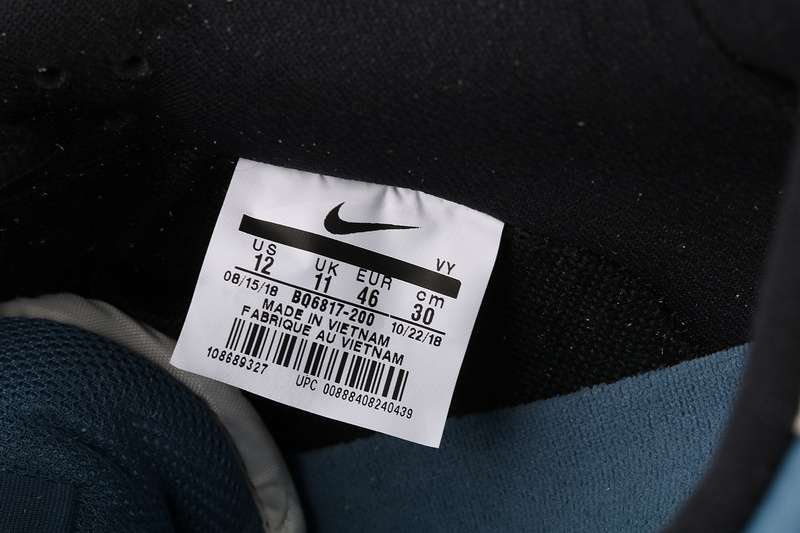 VY
US UK EUR cm
12 11 46 30
08/15/18 BQ6817-200 10/22/18
MADE IN VIETNAM
FABRIQUE AU VIETNAM
108689327
UPC 00888408240439